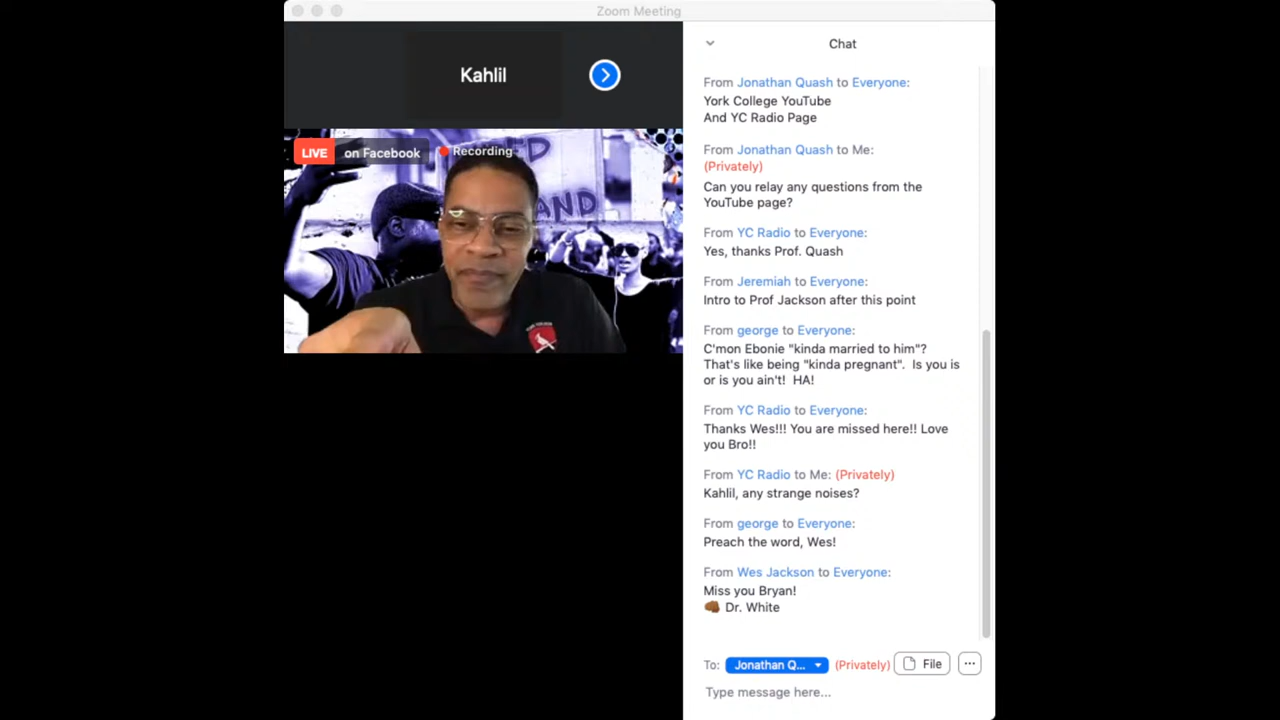 Zoom Meeting
Kahlil
LIVE on Facebook
Recording
AND
Chat
From Jonathan Quash to Everyone:
York College YouTube
And YC Radio Page
From Jonathan Quash to Me:
(Privately)
Can you relay any questions from the
YouTube page?
From YC Radio to Everyone:
Yes, thanks Prof. Quash
From Jeremiah to Everyone:
Intro to Prof Jackson after this point
From george to Everyone:
C'mon Ebonie "kinda married to him"?
That's like being "kinda pregnant".  Is you is
or is you ain't!  HA!
From YC Radio to Everyone:
Thanks Wes!!! You are missed here!! Love
you Bro!!
From YC Radio to Me: (Privately)
Kahlil, any strange noises?
From george to Everyone:
Preach the word, Wes!
From Wes Jackson to Everyone:
Miss you Bryan!
Dr. White
To: Jonathan Q... (Privately) File ...
Type message here...